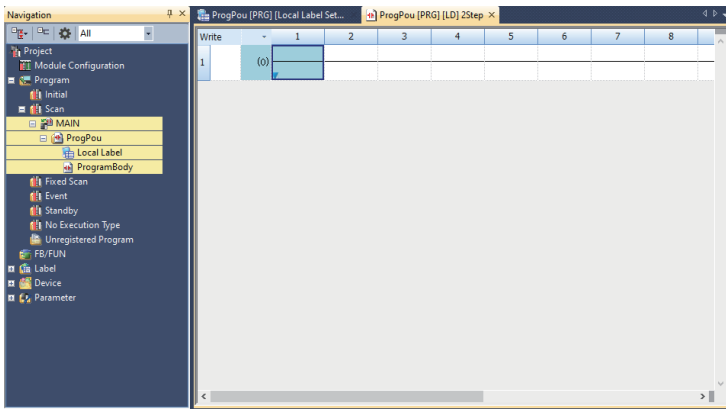 Navigation
All
Project
Module Configuration
Program
Initial
Scan
MAIN
ProgPou
Local Label
ProgramBody
Fixed Scan
Event
Standby
No Execution Type
Unregistered Program
FB/FUN
Label
Device
Parameter
ProgPou [PRG] [Local Label Set... ProgPou [PRG] [LD] 2Step
Write 1 2 3 4 5 6 7 8
1 (0)